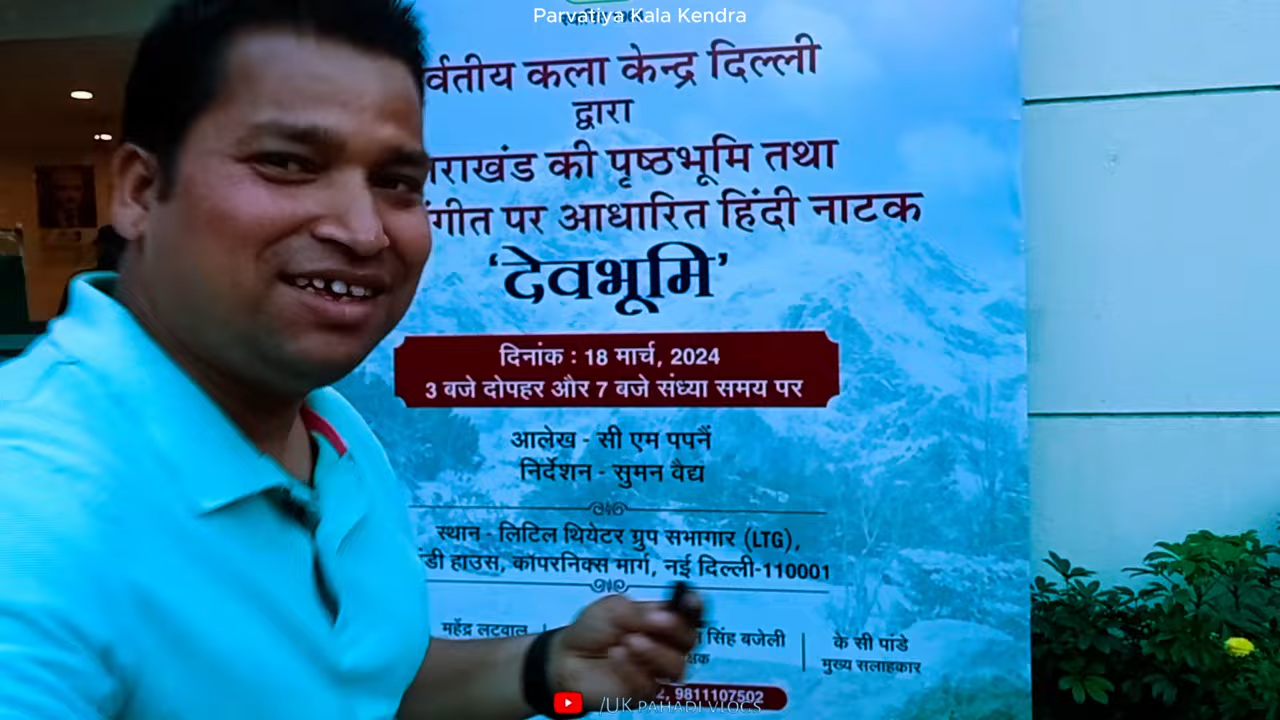 Parvatiya Kala Kendra
र्वतीय कला केन्द्र दिल्ली
द्वारा
राखंड की पृष्ठभूमि तथा
गीत पर आधारित हिंदी नाटक
'देवभूमि'
दिनांक : 18 मार्च, 2024
3 बजे दोपहर और 7 बजे संध्या समय पर
आलेख - सी एम पपनैं
निर्देशन - सुमन वैद्य
स्थान - लिटिल थियेटर ग्रुप सभागार (LTG),
डी हाउस, कॉपरनिक्स मार्ग, नई दिल्ली-110001
महेंद्र लटवाल
सिंह बजेली
क्षक
के सी पांडे
मुख्य सलाहकार
2, 9811107502
/UK PAHADI VLOGS